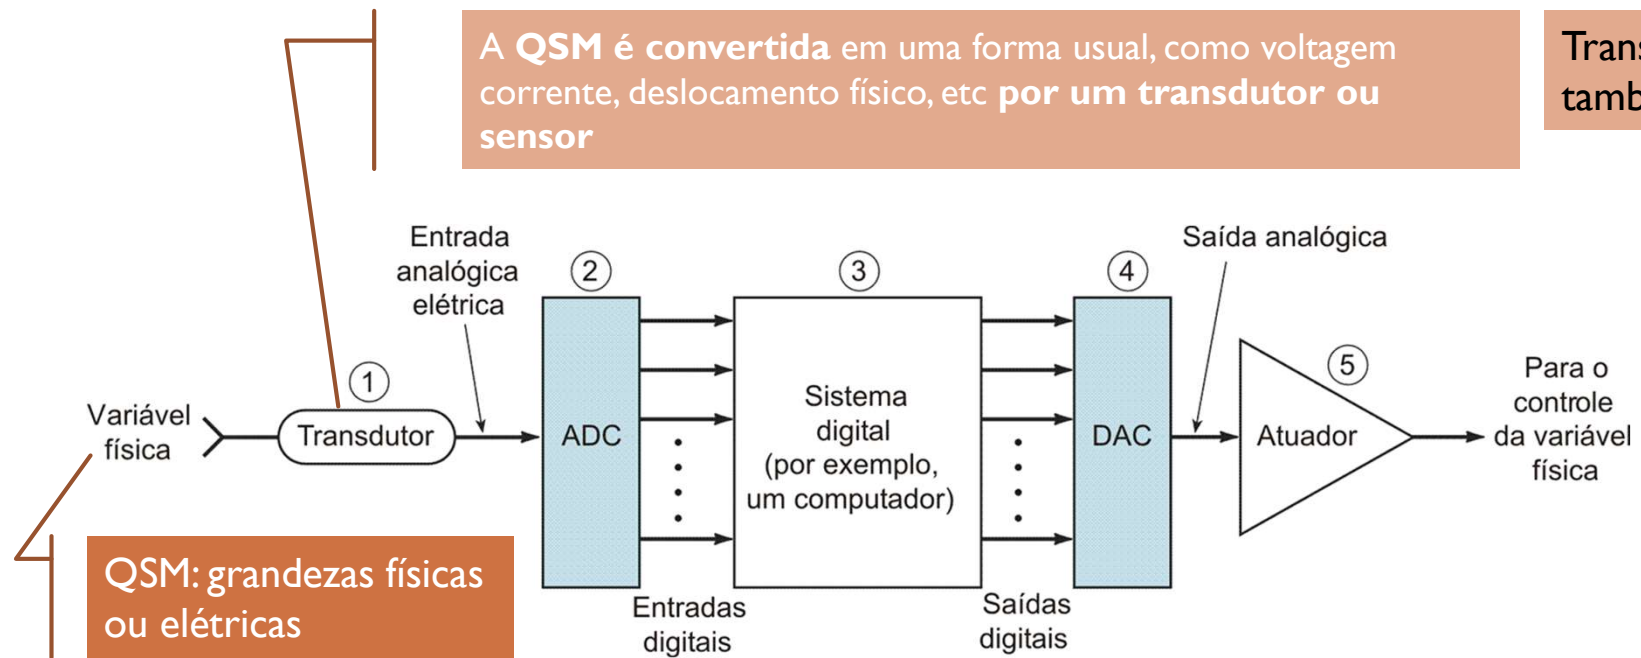 A QSM é convertida em uma forma usual, como voltagem
corrente, deslocamento físico, etc por um transdutor ou
sensor
Entrada
analógica
elétrica
Saída analógica
1
2
3
4
5
Variável
física
Transdutor
ADC
Sistema
digital
(por exemplo,
um computador)
DAC
Atuador
Para o
controle
da variável
física
QSM: grandezas físicas
ou elétricas
Entradas
digitais
Saídas
digitais